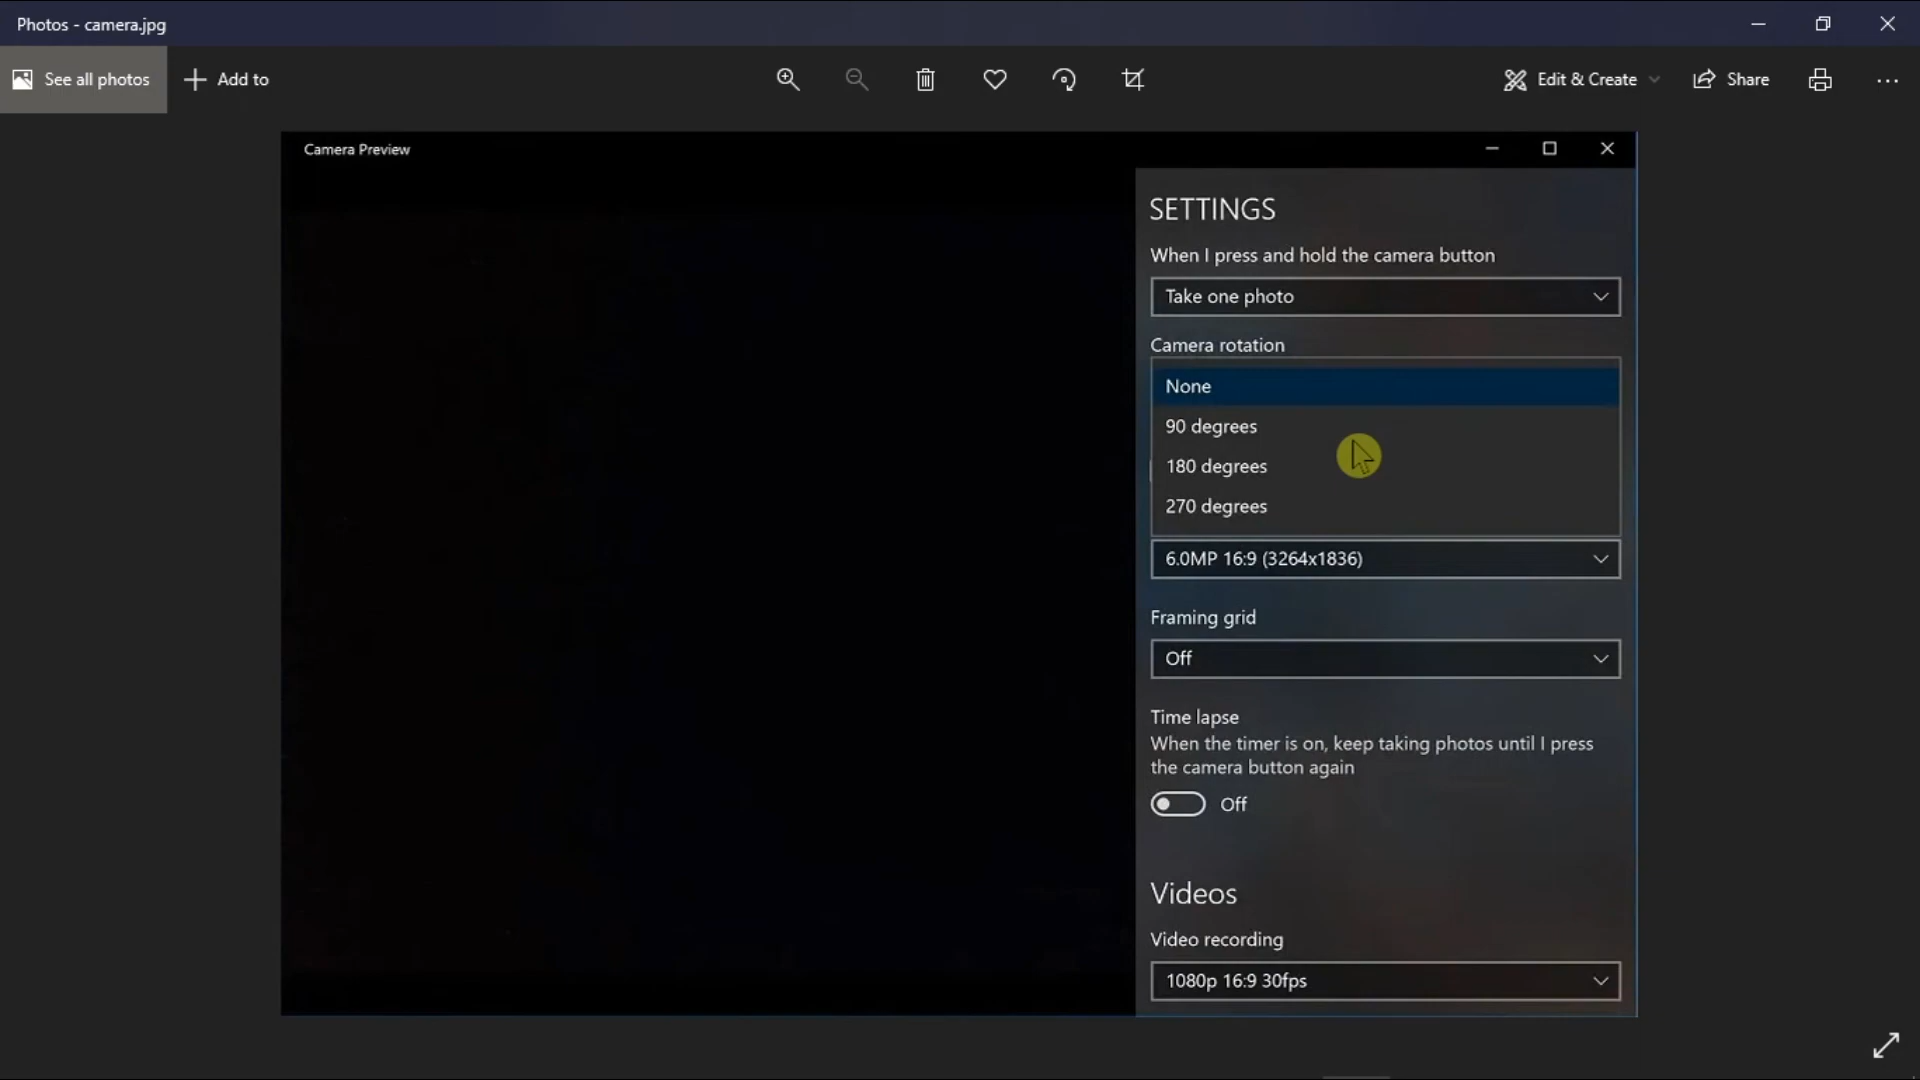 Photos - camera.jpg
See all photos
Add to
Edit & Create
Share
Camera Preview
SETTINGS
When I press and hold the camera button
Take one photo
Camera rotation
None
90 degrees
180 degrees
270 degrees
6.0MP 16:9 (3264x1836)
Framing grid
Off
Time lapse
When the timer is on, keep taking photos until I press
the camera button again
Off
Videos
Video recording
1080p 16:9 30fps